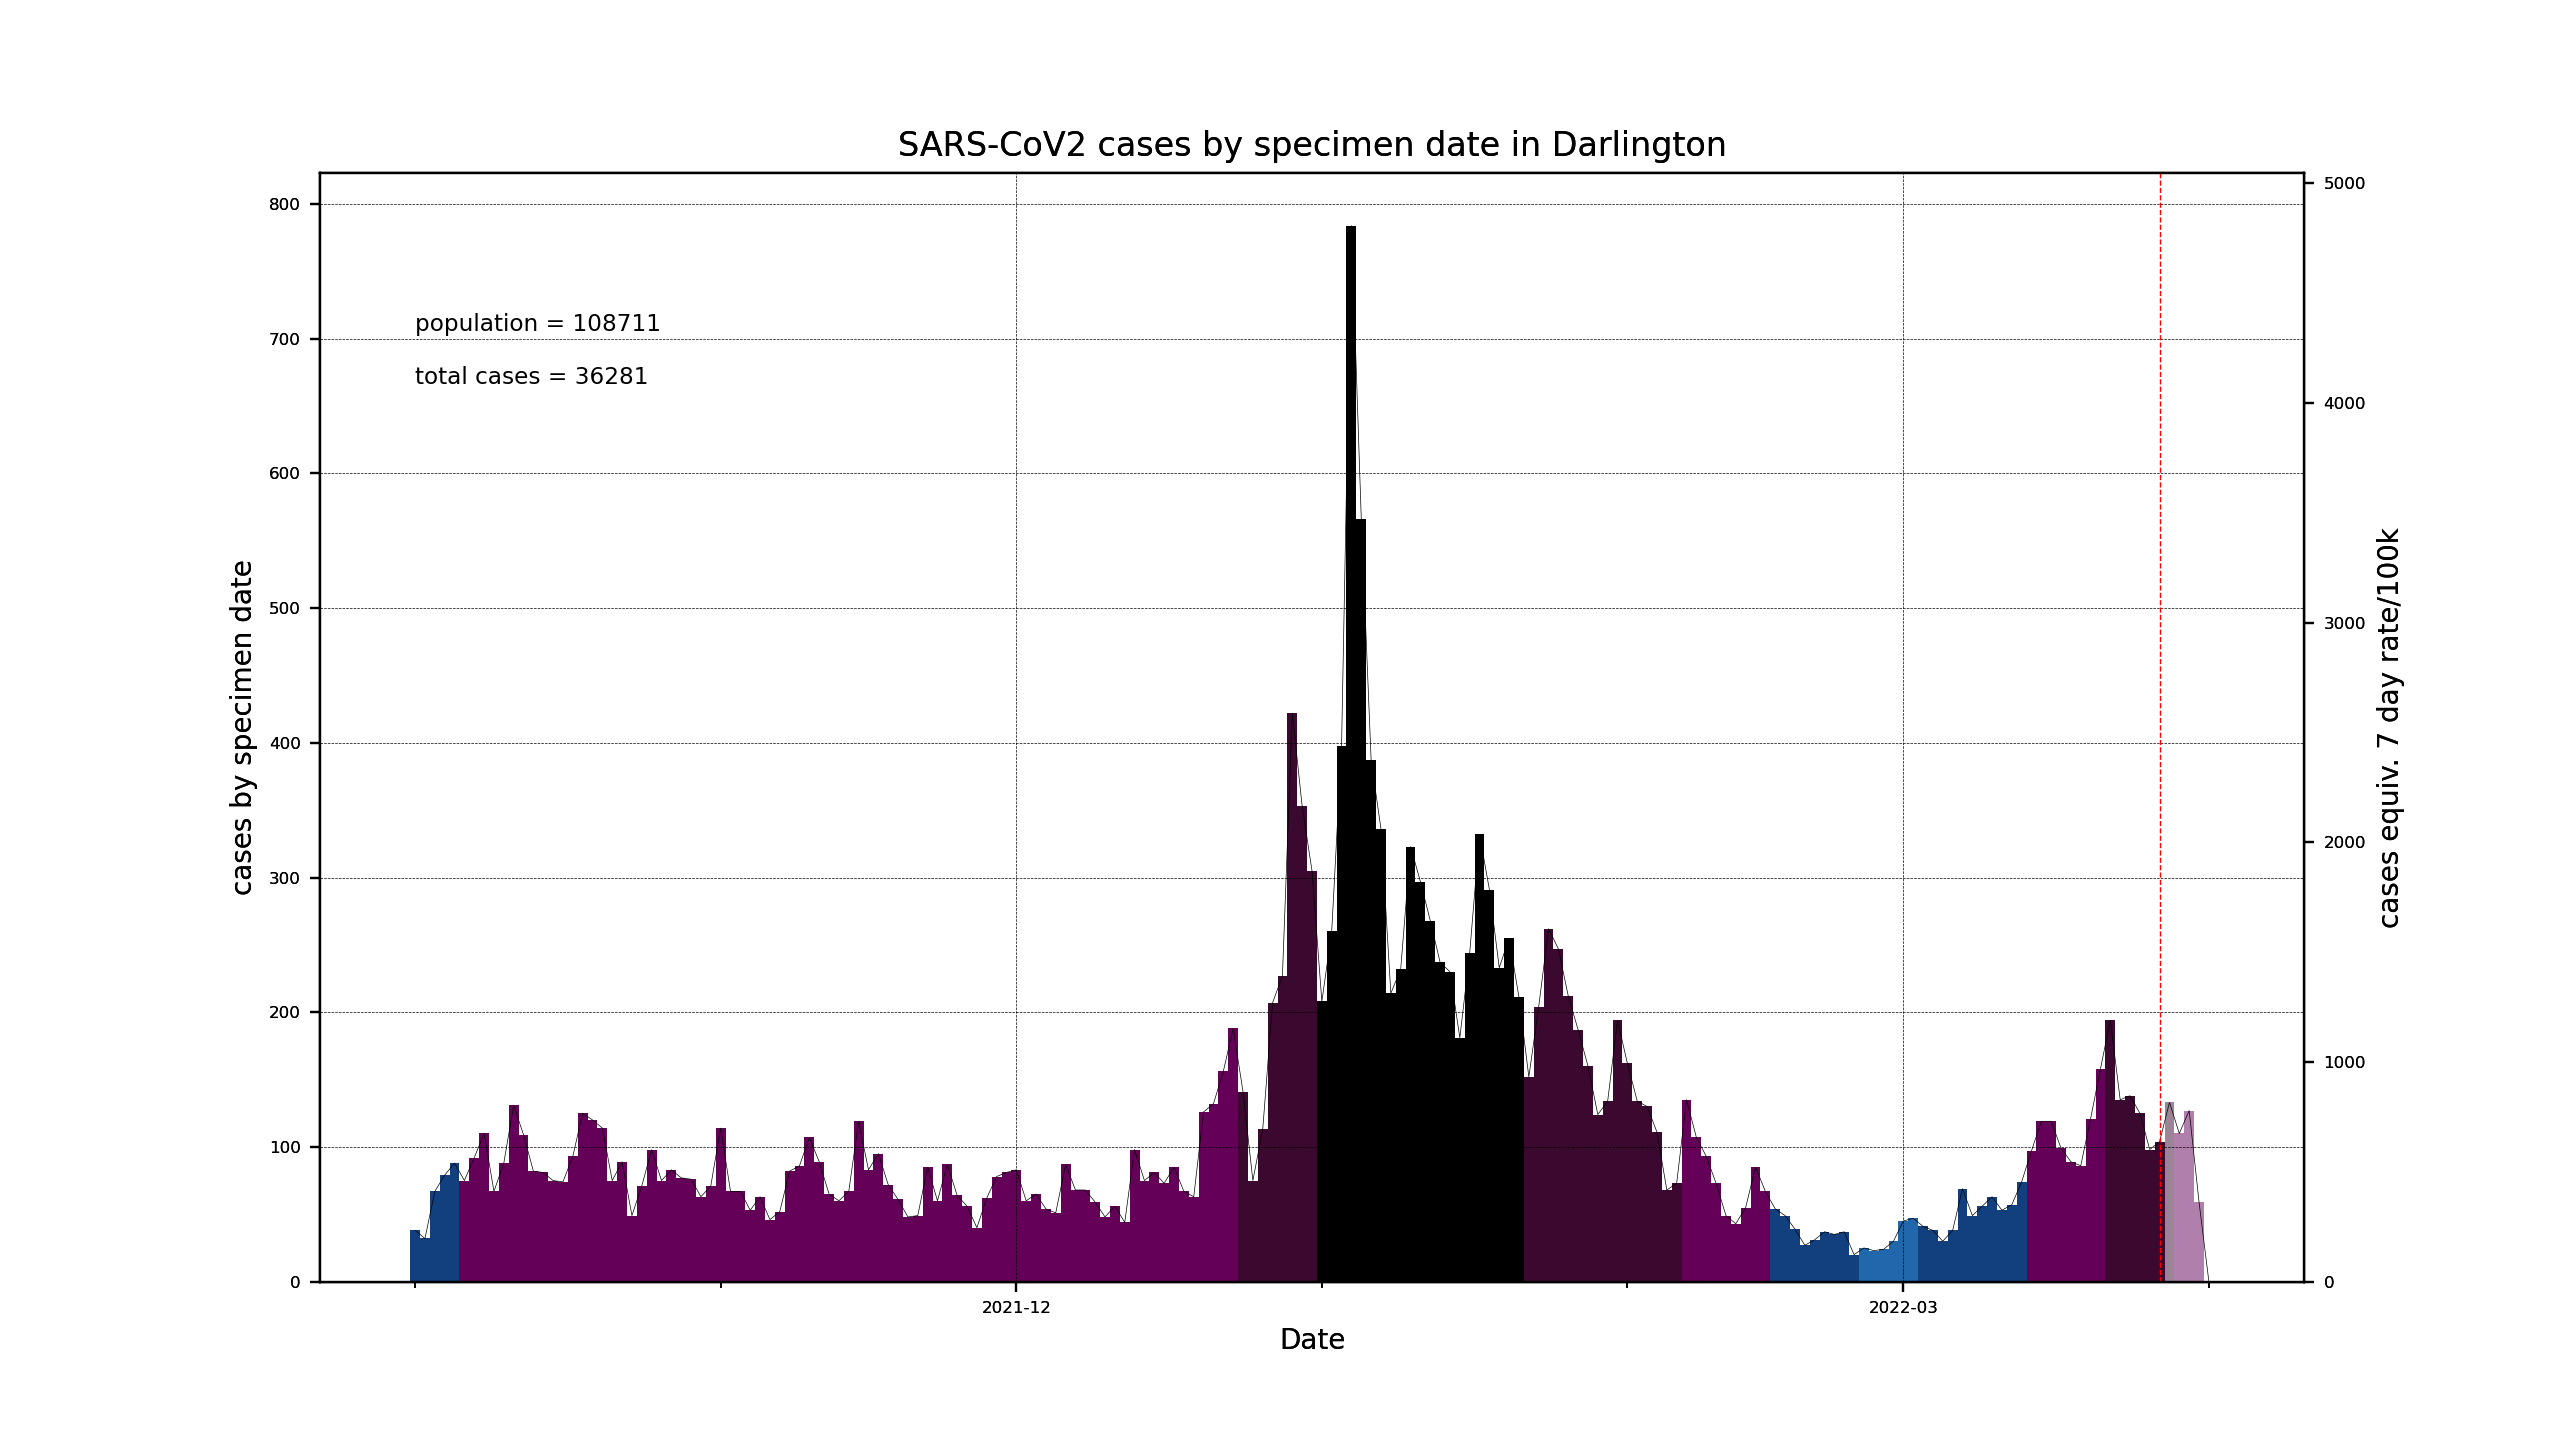 SARS-CoV2 cases by specimen date in Darlington
population = 108711
total cases = 36281
cases by specimen date
800
700
600
500
400
300
200
100
0
5000
4000
3000
2000
1000
0
cases equiv. 7 day rate/100k
2021-12
2022-03
Date